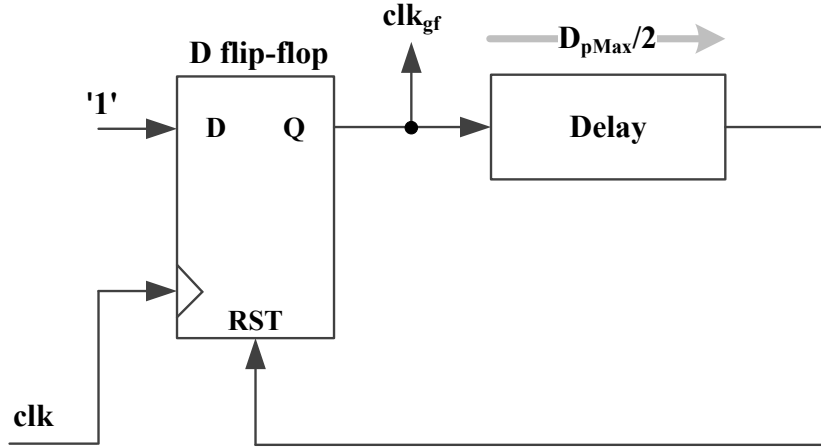 clk_gf
D_pMax/2
D flip-flop
'1'
D Q
Delay
RST
clk